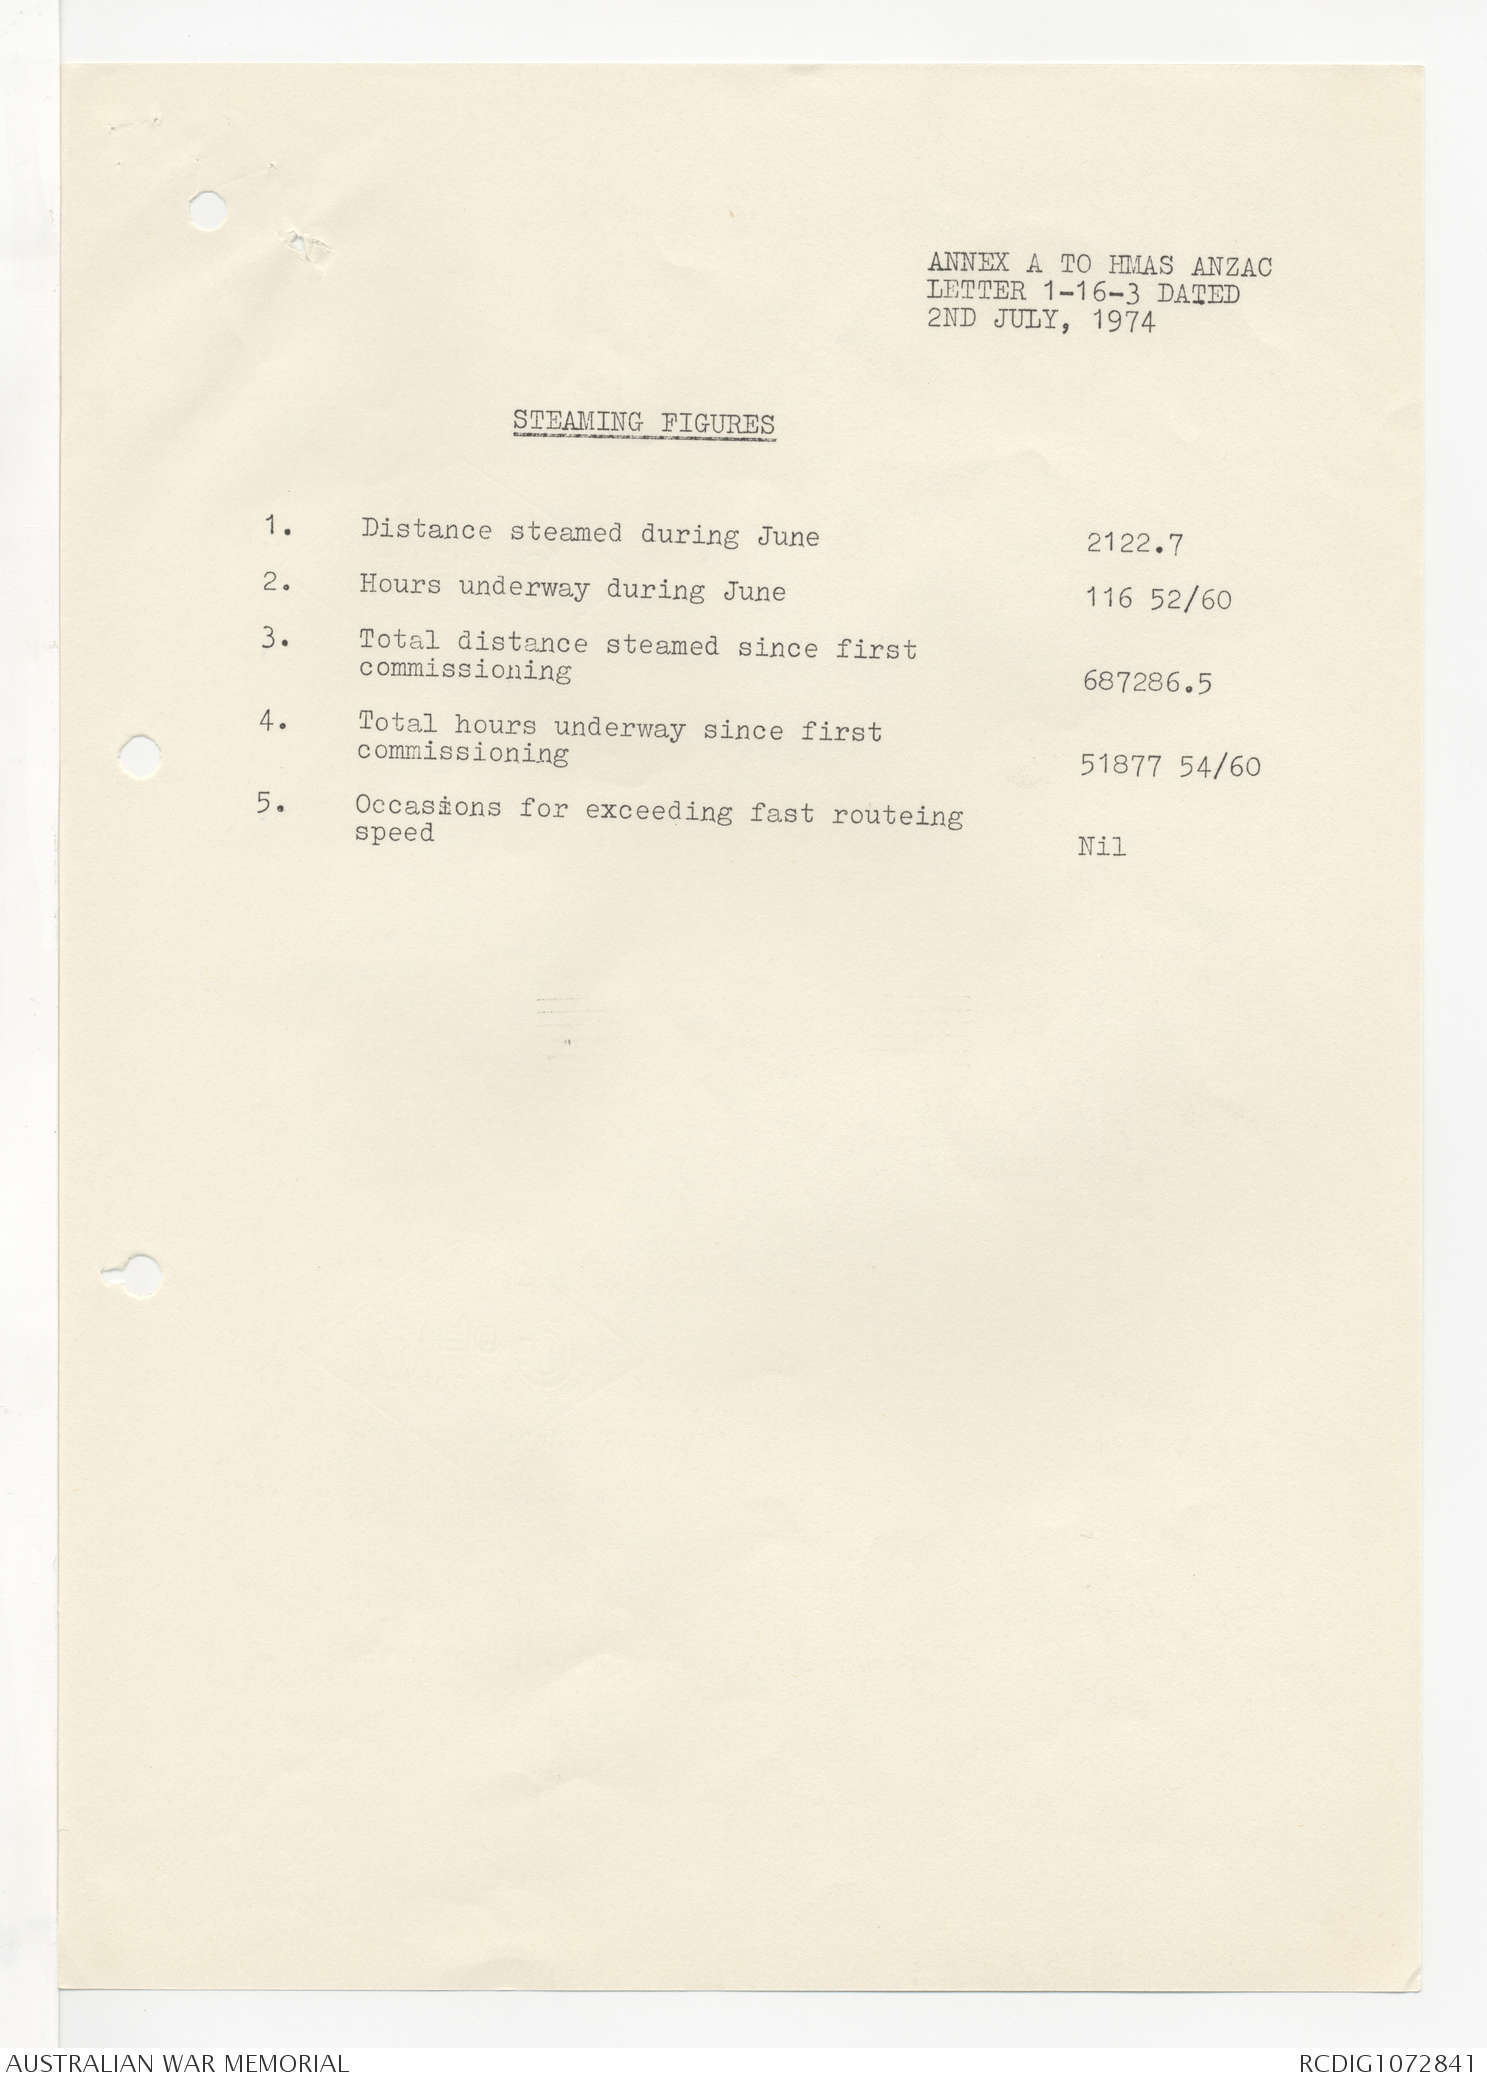 ANNEX A TO HMAS ANZAC
LETTER 1-16-3 DATED
2ND JULY, 1974
STEAMING FIGURES
1. Distance steamed during June 2122.7
2. Hours underway during June 116 52/60
3. Total distance steamed since first
commissioning 687286.5
4. Total hours underway since first
commissioning 51877 54/60
5. Occasions for exceeding fast routeing
speed Nil
AUSTRALIAN WAR MEMORIAL RCDIG1072841